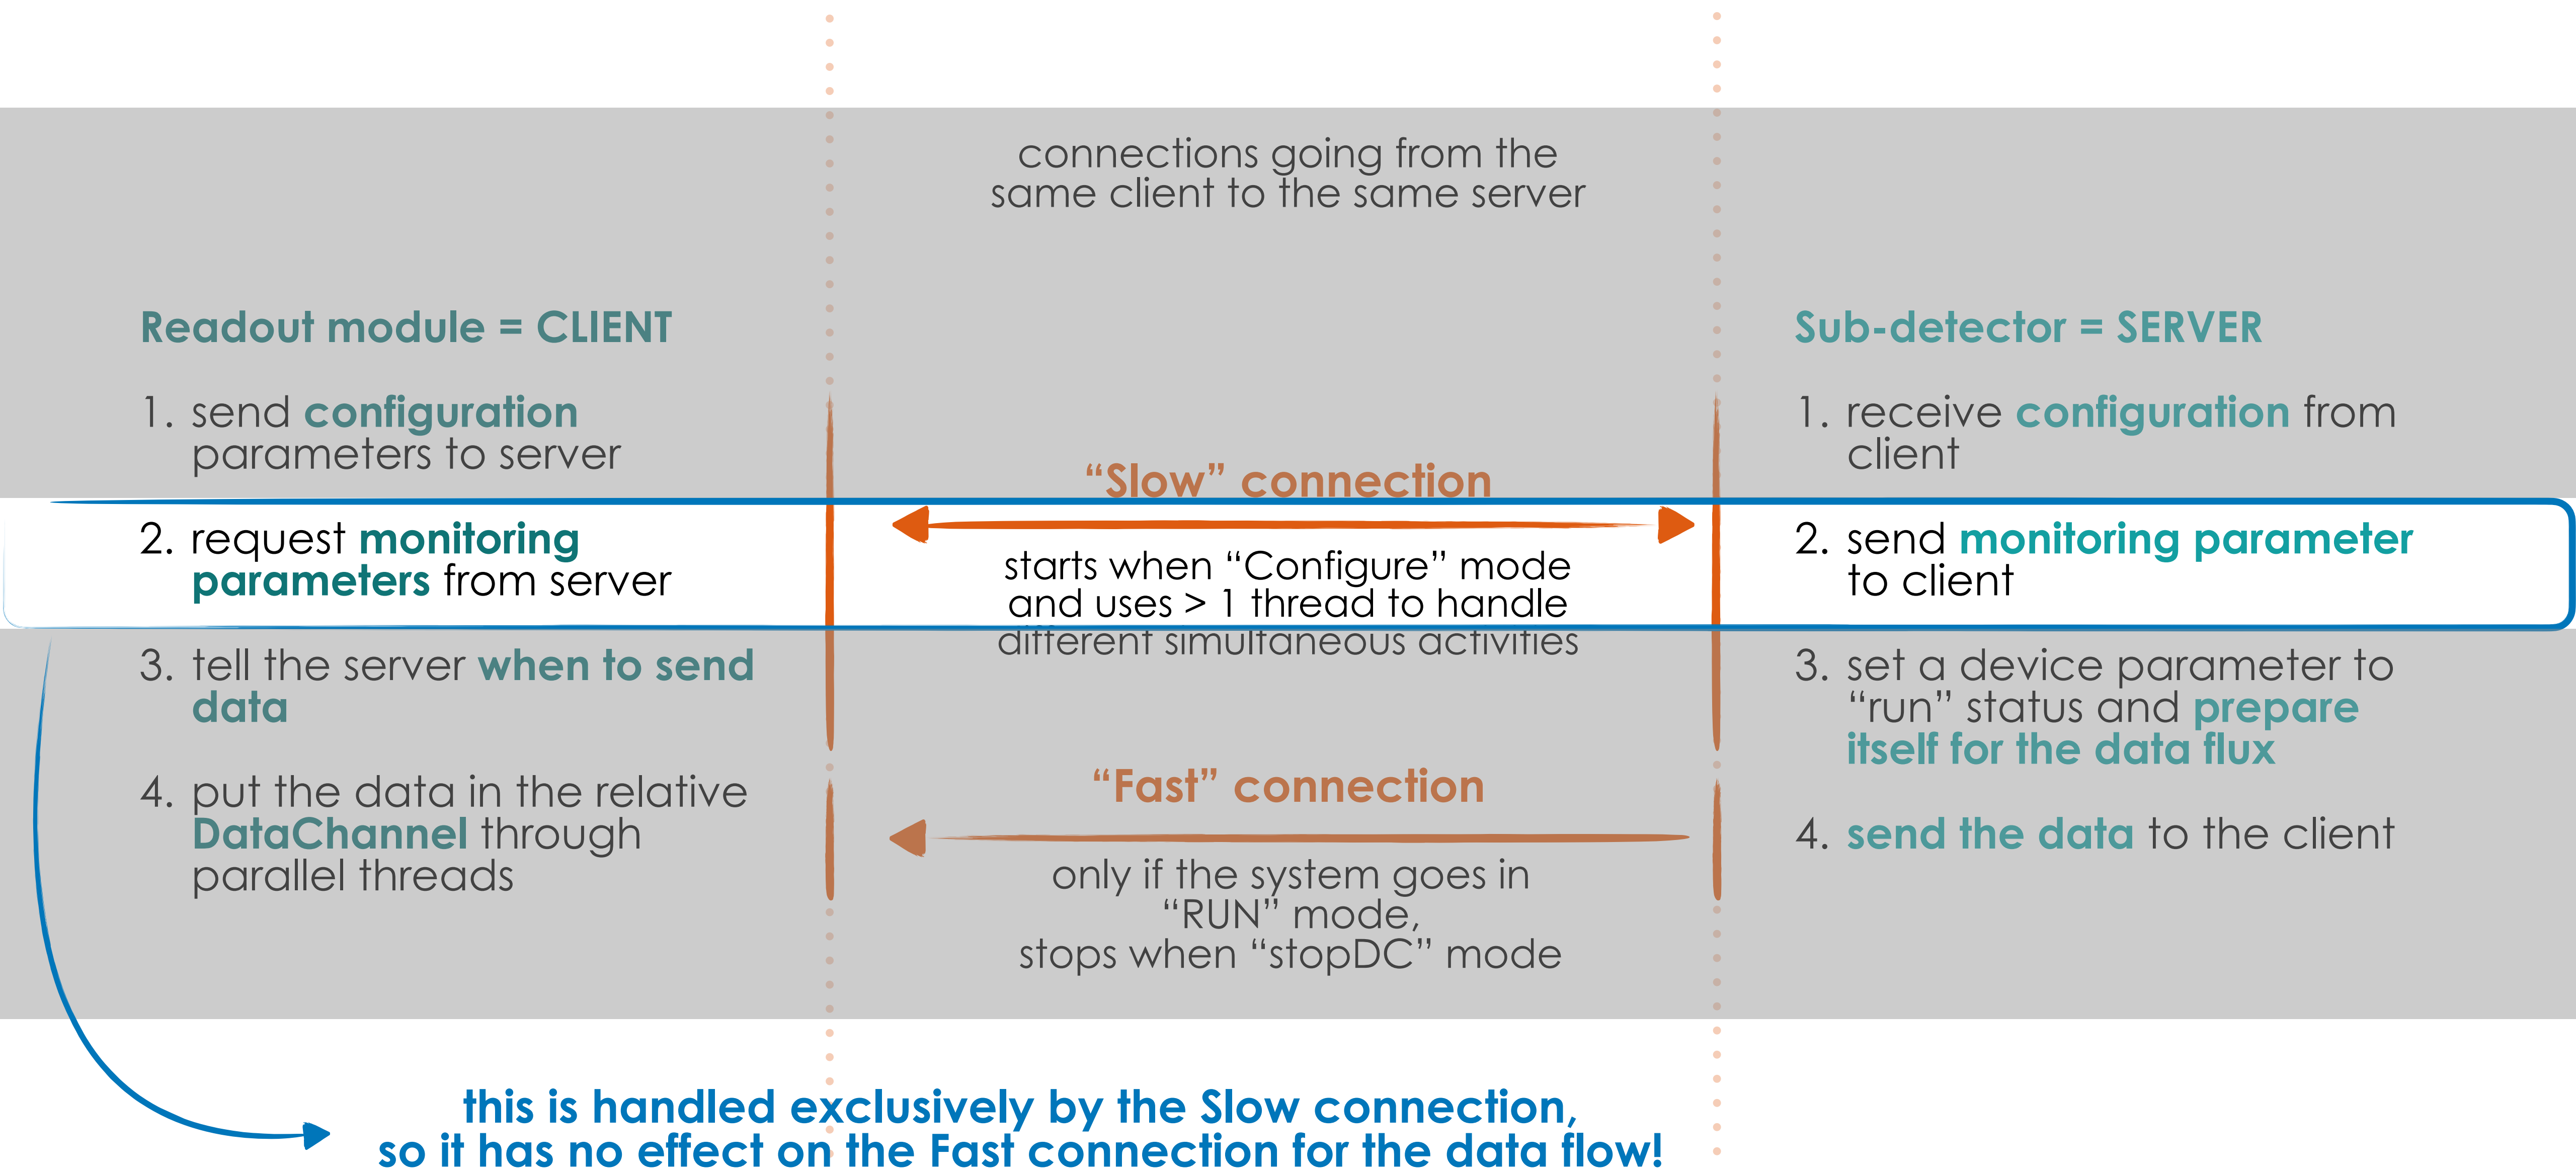 connections going from the
same client to the same server
Readout module = CLIENT
1. send configuration
parameters to server
2. request monitoring
parameters from server
3. tell the server when to send
data
4. put the data in the relative
DataChannel through
parallel threads
“Slow” connection
starts when “Configure” mode
and uses > 1 thread to handle
different simultaneous activities
“Fast” connection
only if the system goes in
“RUN” mode,
stops when “stopDC” mode
Sub-detector = SERVER
1. receive configuration from
client
2. send monitoring parameter
to client
3. set a device parameter to
“run” status and prepare
itself for the data flux
4. send the data to the client
this is handled exclusively by the Slow connection,
so it has no effect on the Fast connection for the data flow!